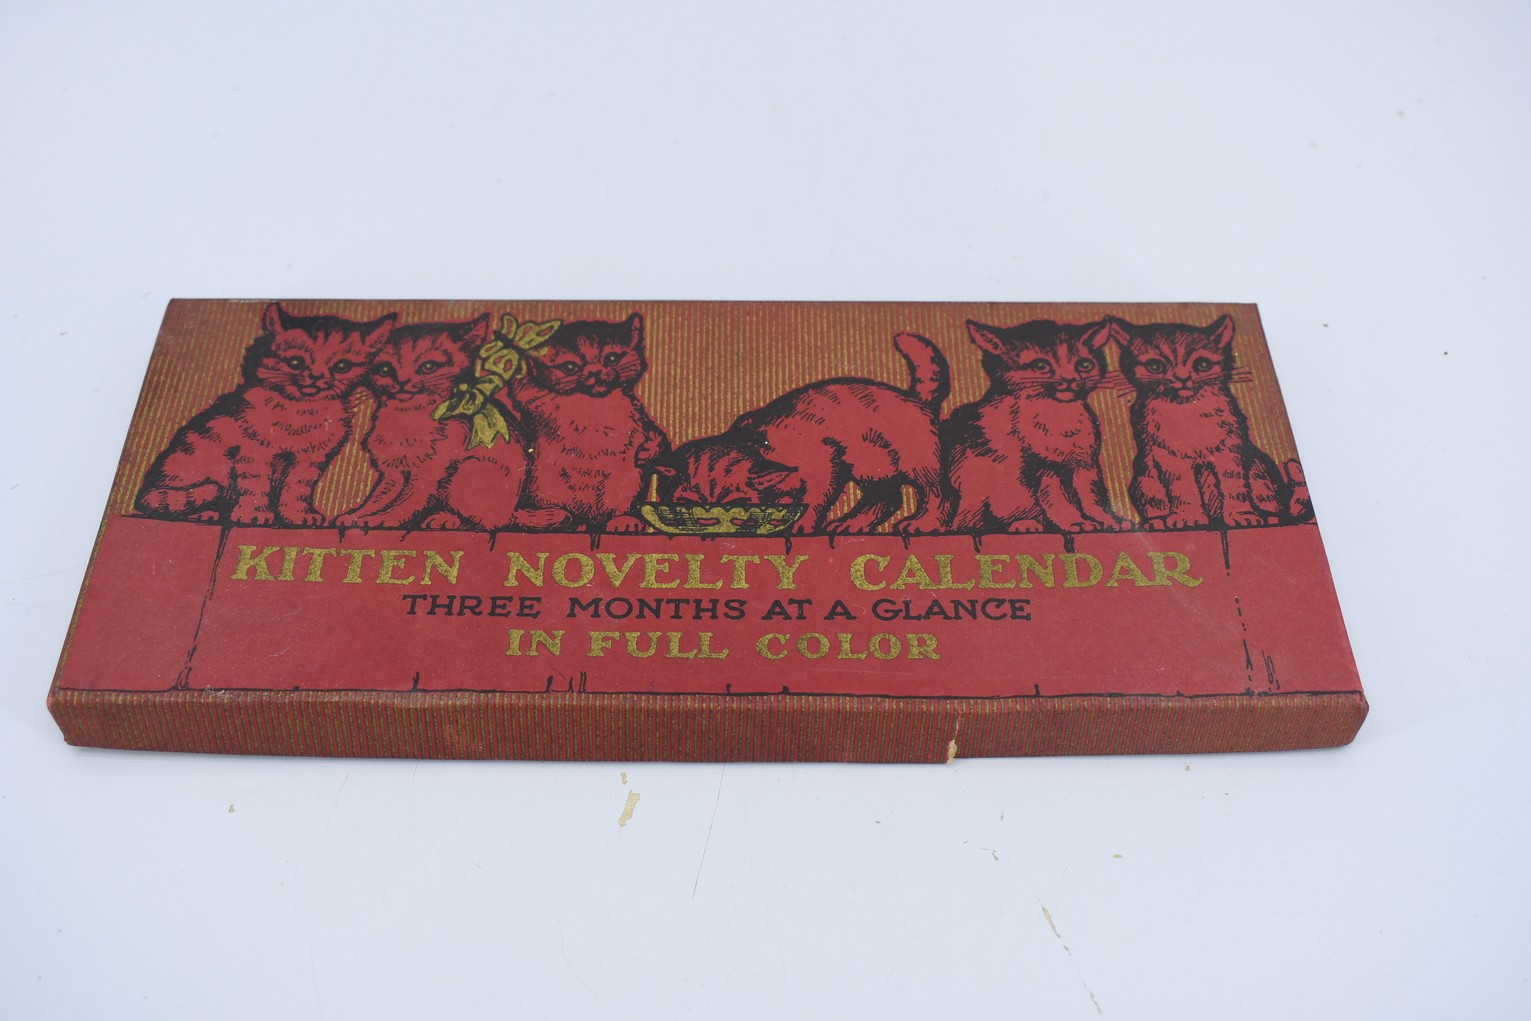 KITTEN NOVELTY CALENDAR
THREE MONTHS AT A GLANCE
IN FULL COLOR